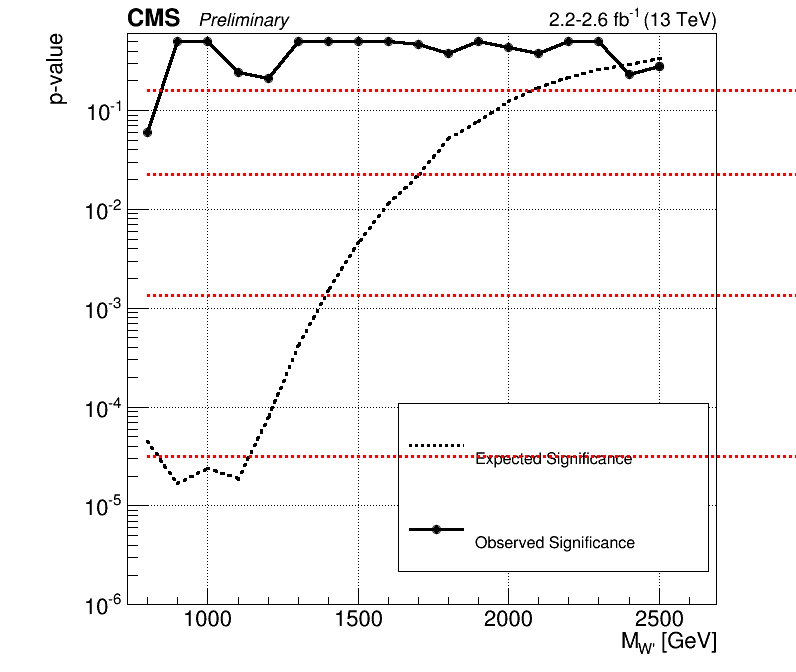 CMS Preliminary 2.2-2.6 fb⁻¹ (13 TeV)
p-value
10⁻¹
10⁻²
10⁻³
10⁻⁴
10⁻⁵
10⁻⁶
Expected Significance
Observed Significance
1000 1500 2000 2500
M_W' [GeV]